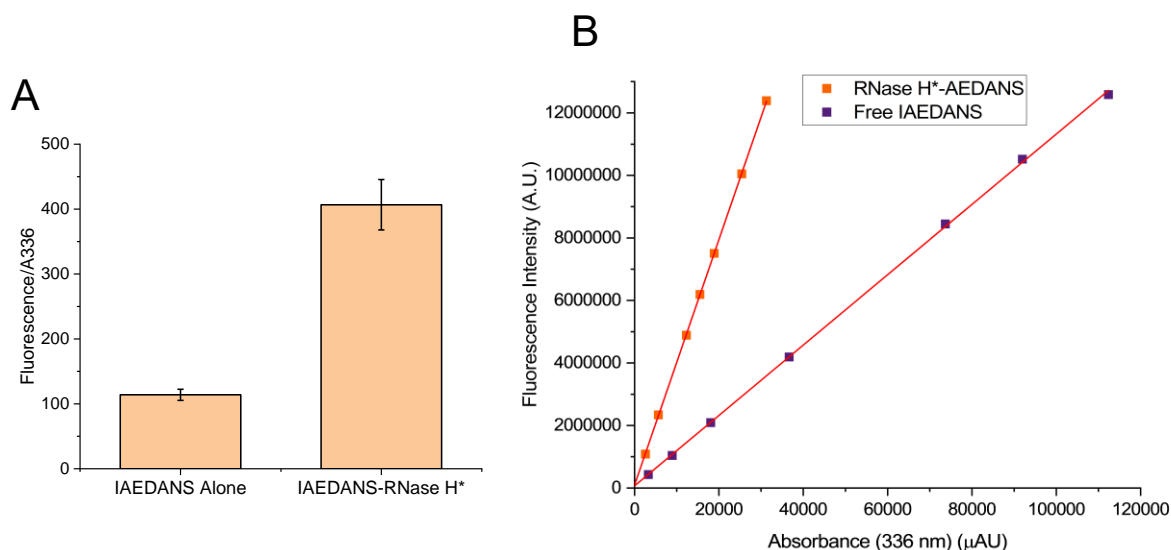 A
Fluorescence/A336
500
400
300
200
100
0
IAEDANS Alone
IAEDANS-RNase H*
B
RNase H*-AEDANS
Free IAEDANS
Fluorescence Intensity (A.U.)
12000000
10000000
8000000
6000000
4000000
2000000
0
0
20000
40000
60000
80000
100000
120000
Absorbance (336 nm) (μAU)